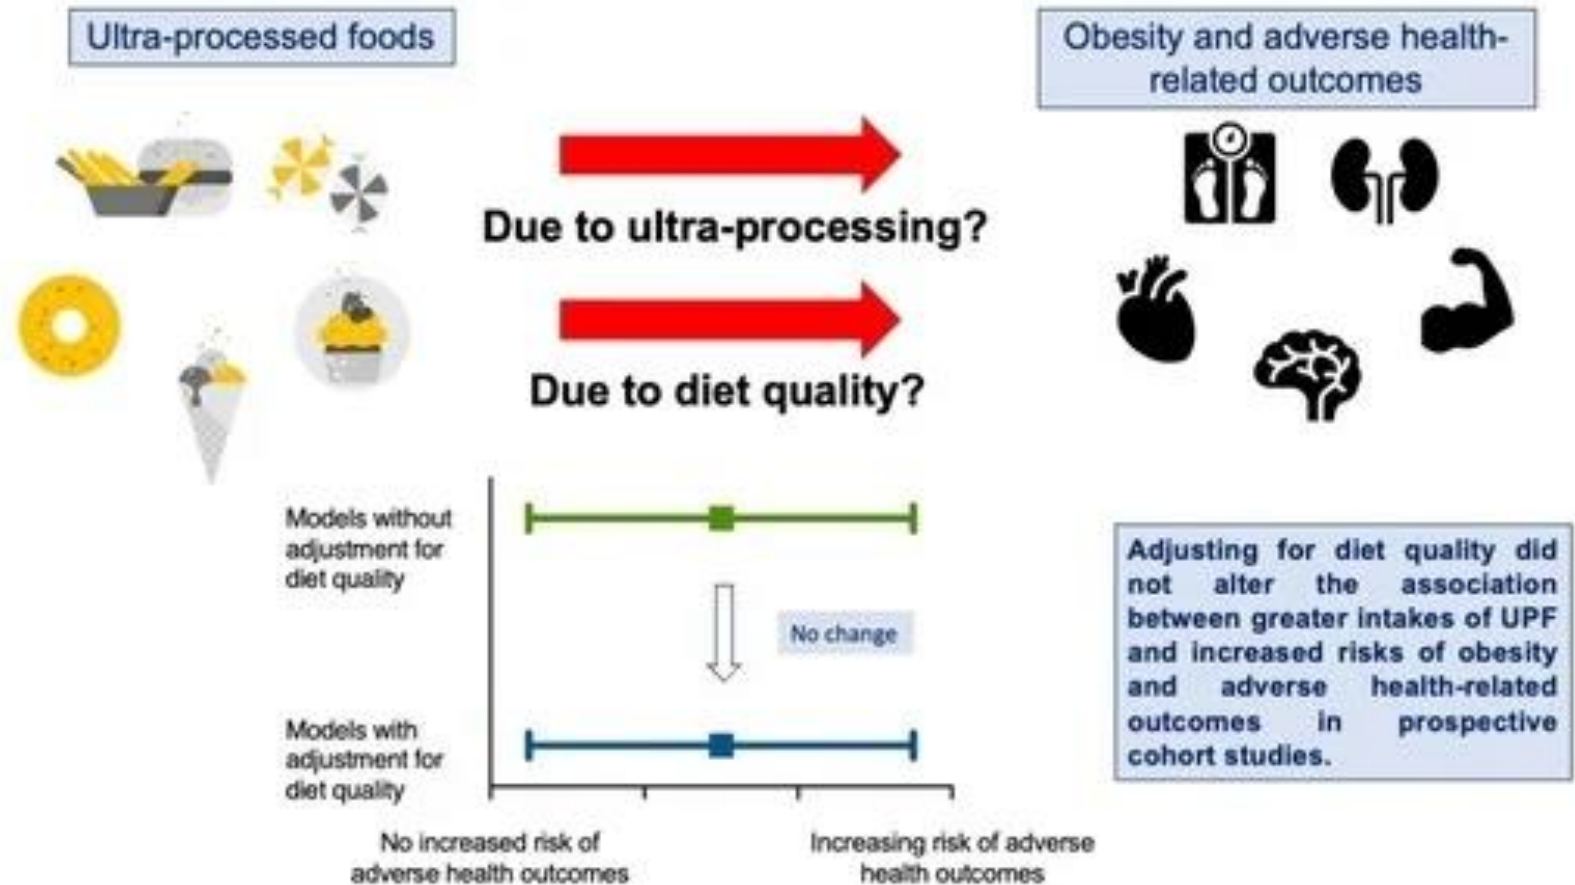 Ultra-processed foods
Obesity and adverse health-
related outcomes
Due to ultra-processing?
Due to diet quality?
Models without
adjustment for
diet quality
No change
Models with
adjustment for
diet quality
No increased risk of
adverse health outcomes
Increasing risk of adverse
health outcomes
Adjusting for diet quality did
not alter the association
between greater intakes of UPF
and increased risks of obesity
and adverse health-related
outcomes in prospective
cohort studies.